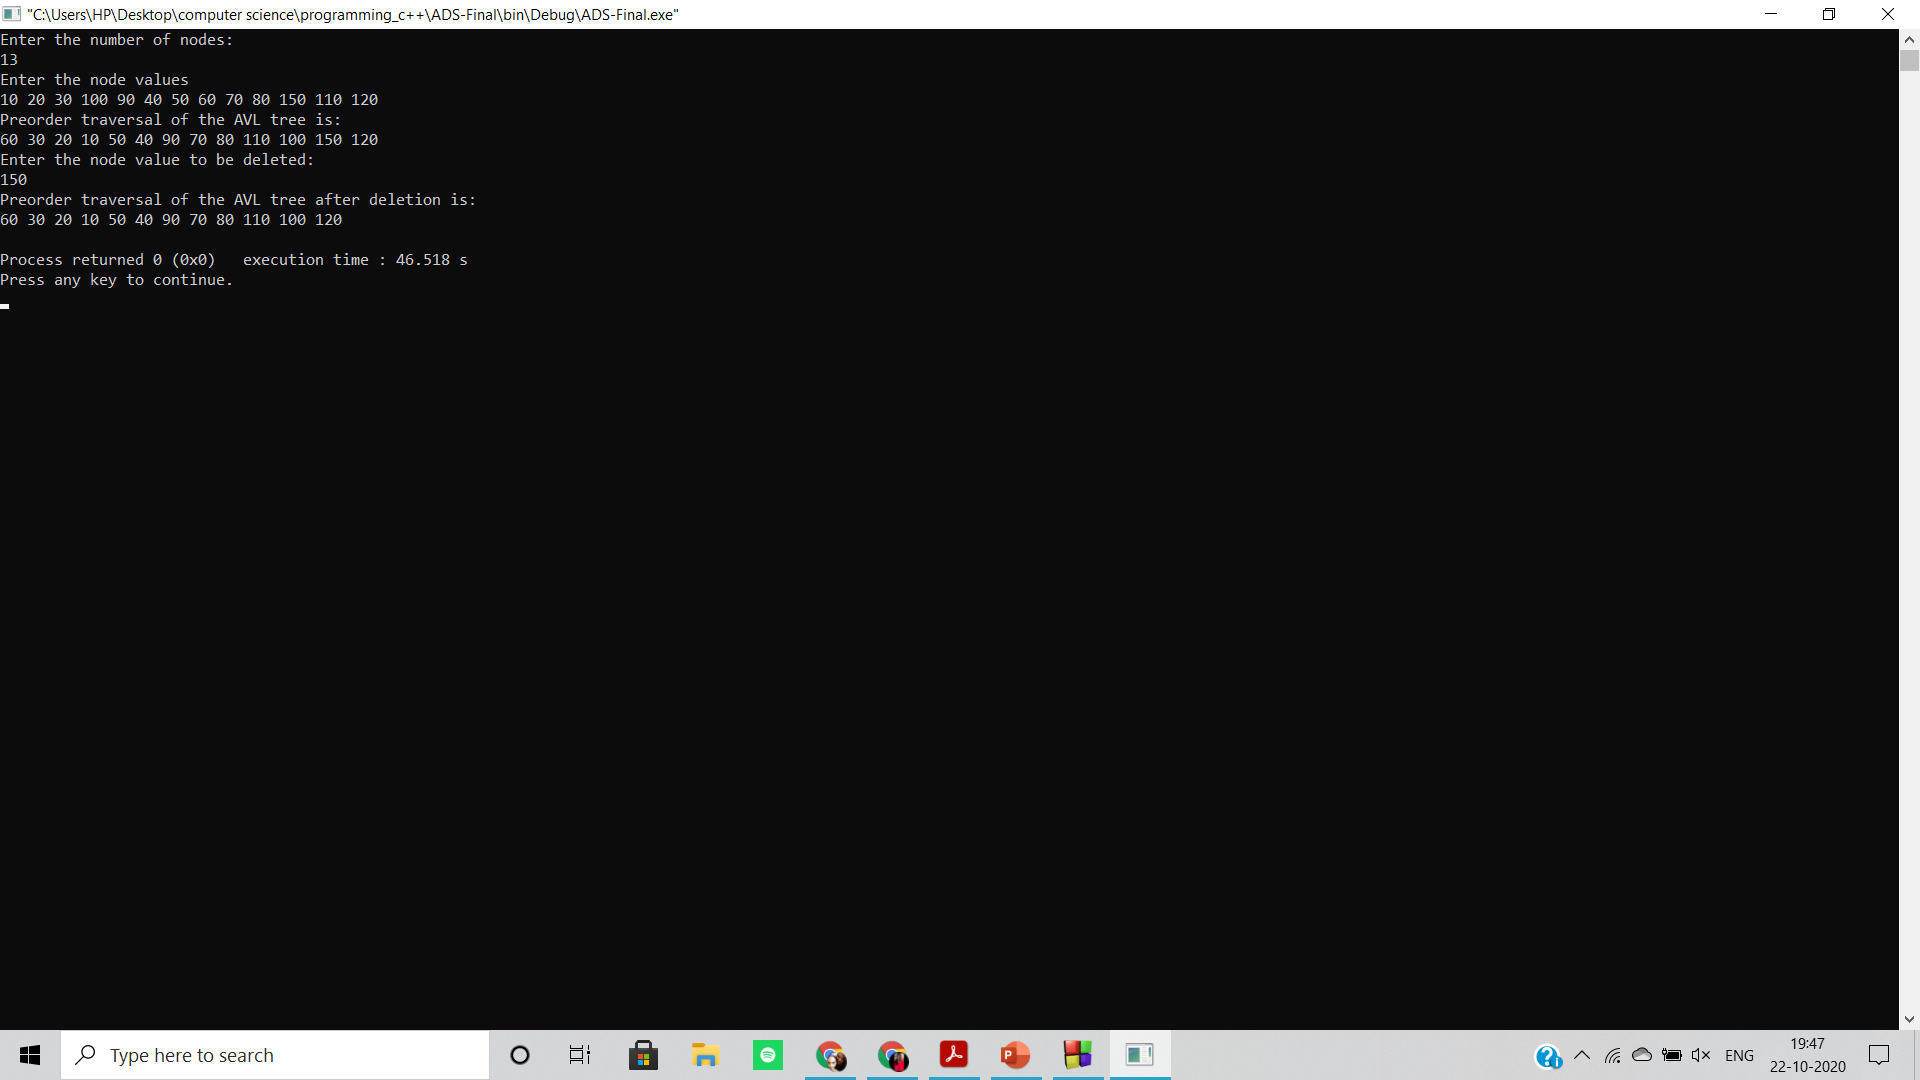 "C:\Users\HP\Desktop\computer science\programming_c++\ADS-Final\bin\Debug\ADS-Final.exe"
Enter the number of nodes:
13
Enter the node values
10 20 30 100 90 40 50 60 70 80 150 110 120
Preorder traversal of the AVL tree is:
60 30 20 10 50 40 90 70 80 110 100 150 120
Enter the node value to be deleted:
150
Preorder traversal of the AVL tree after deletion is:
60 30 20 10 50 40 90 70 80 110 100 120
Process returned 0 (0x0)   execution time : 46.518 s
Press any key to continue.
Type here to search
ENG
19:47
22-10-2020